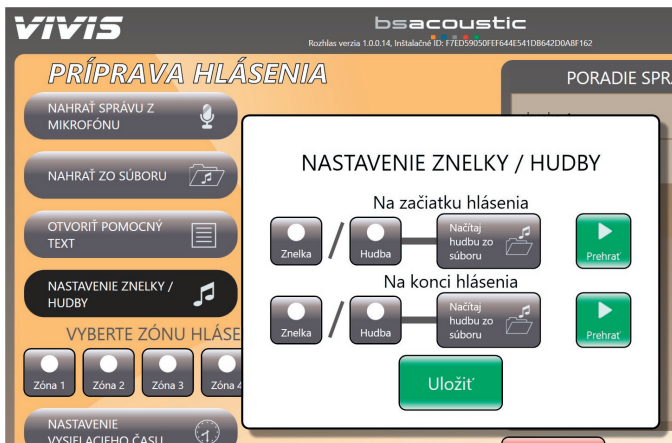 VIVIS
bsacoustic
Rozhlas verzia 1.0.0.14, Inštalačné ID: F7ED59050FEF644E541DB642D0A8F162
PRÍPRAVA HLÁSENIA
PORADIE SPRÁ
NAHRAŤ SPRÁVU Z
MIKROFÓNU
NAHRAŤ ZO SÚBORU
OTVORIŤ POMOCNÝ
TEXT
NASTAVENIE ZNELKY /
HUDBY
VYBERTE ZÓNU HLÁSE
Zóna 1
Zóna 2
Zóna 3
Zóna 4
NASTAVENIE
VYSIELACIEHO ČASU
NASTAVENIE ZNELKY / HUDBY
Na začiatku hlásenia
Znelka
/
Hudba
Načítaj
hudbu zo
súboru
Prehrať
Na konci hlásenia
Znelka
/
Hudba
Načítaj
hudbu zo
súboru
Prehrať
Uložiť